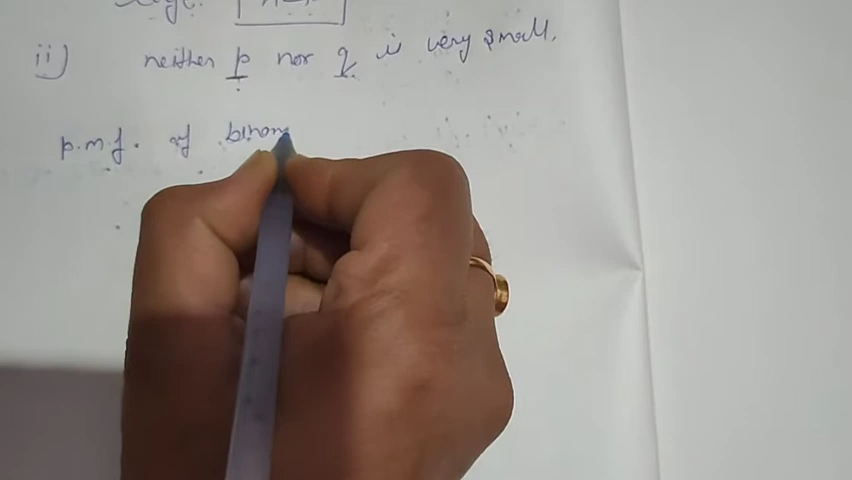 ii) neither p nor q is very small.
p.m.f. of binom